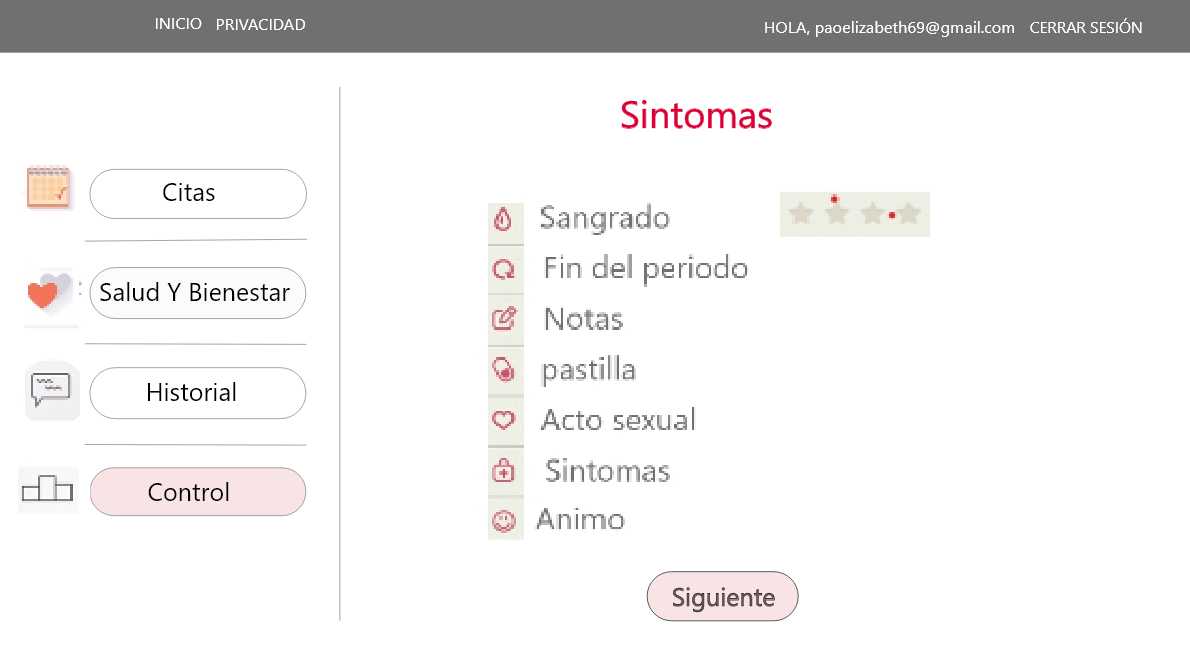 INICIO PRIVACIDAD HOLA, paoelizabeth69@gmail.com CERRAR SESIÓN
Sintomas
Citas
Salud Y Bienestar
Historial
Control
Sangrado
Fin del periodo
Notas
pastilla
Acto sexual
Sintomas
Animo
Siguiente